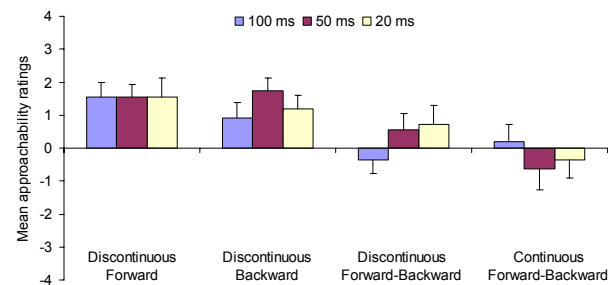 Mean approachability ratings
4
3
2
1
0
-1
-2
-3
-4
100 ms 50 ms 20 ms
Discontinuous Forward
Discontinuous Backward
Discontinuous Forward-Backward
Continuous Forward-Backward